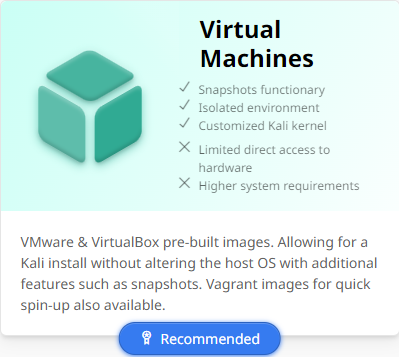 Virtual
Machines
Snapshots functionary
Isolated environment
Customized Kali kernel
Limited direct access to
hardware
Higher system requirements
VMware & VirtualBox pre-built images. Allowing for a
Kali install without altering the host OS with additional
features such as snapshots. Vagrant images for quick
spin-up also available.
Recommended